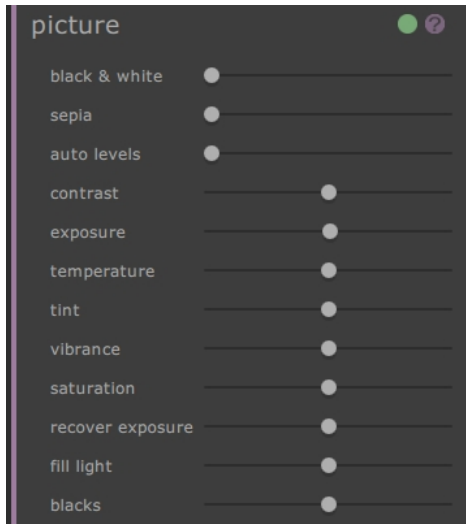 picture ?
black & white
sepia
auto levels
contrast
exposure
temperature
tint
vibrance
saturation
recover exposure
fill light
blacks